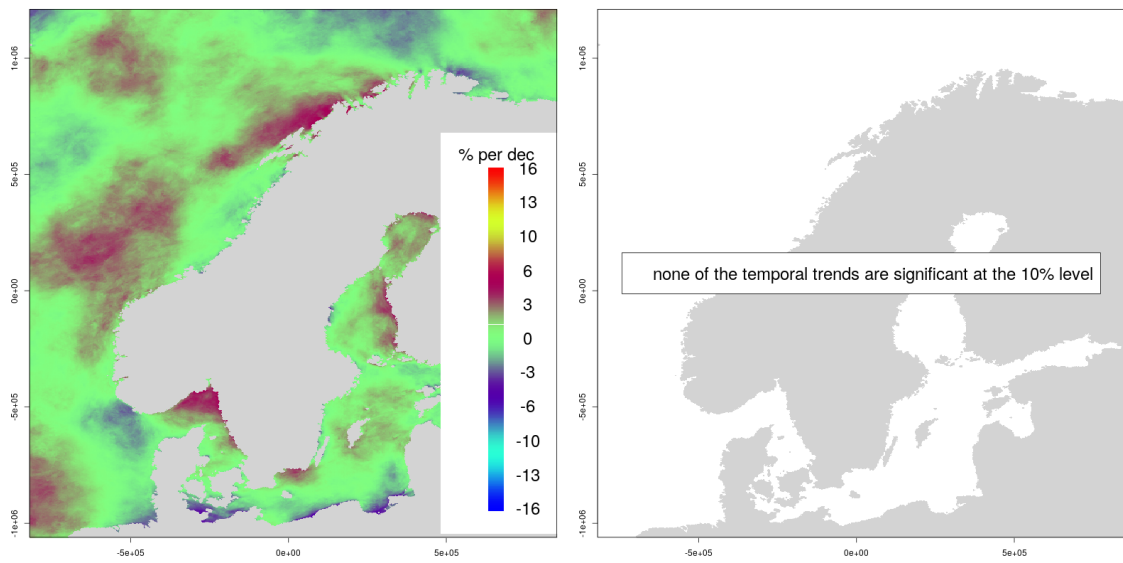 1e+06
5e+05
0e+00
-5e+05
-1e+06
-5e+05
0e+00
5e+05
% per dec
16
13
10
6
3
0
-3
-6
-10
-13
-16
1e+06
5e+05
0e+00
-5e+05
-1e+06
-5e+05
0e+00
5e+05
none of the temporal trends are significant at the 10% level